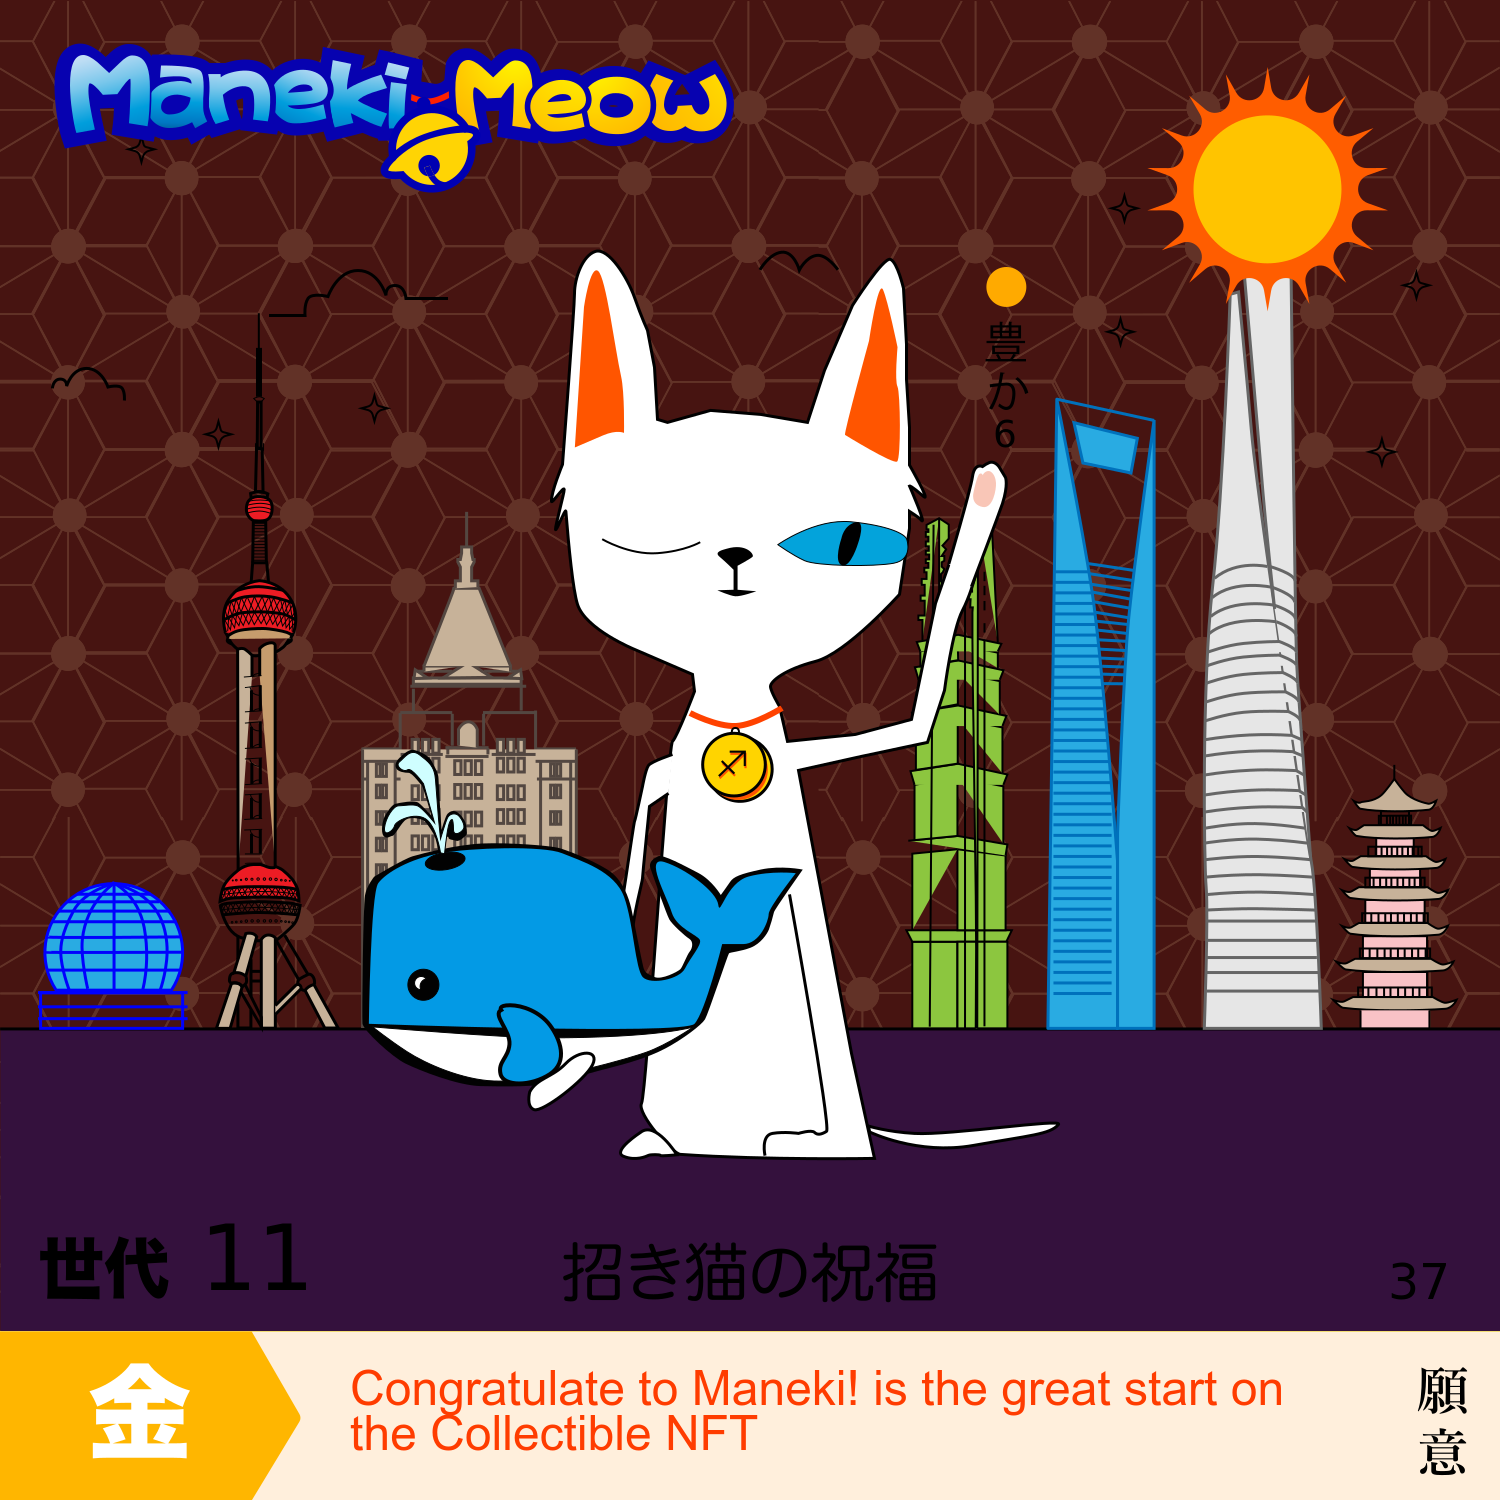 Maneki Meow
豊か6
世代 11
招き猫の祝福
37
金
Congratulate to Maneki! is the great start on
the Collectible NFT
願意